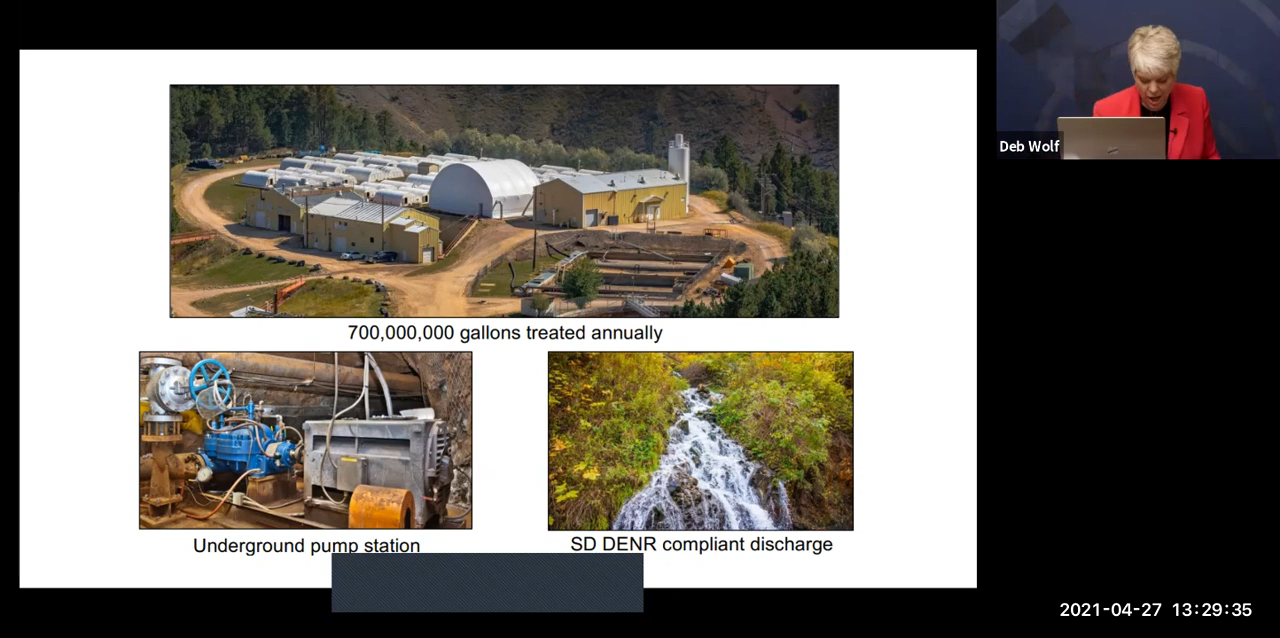 Deb Wolf
700,000,000 gallons treated annually
Underground pump station
SD DENR compliant discharge
2021-04-27 13:29:35